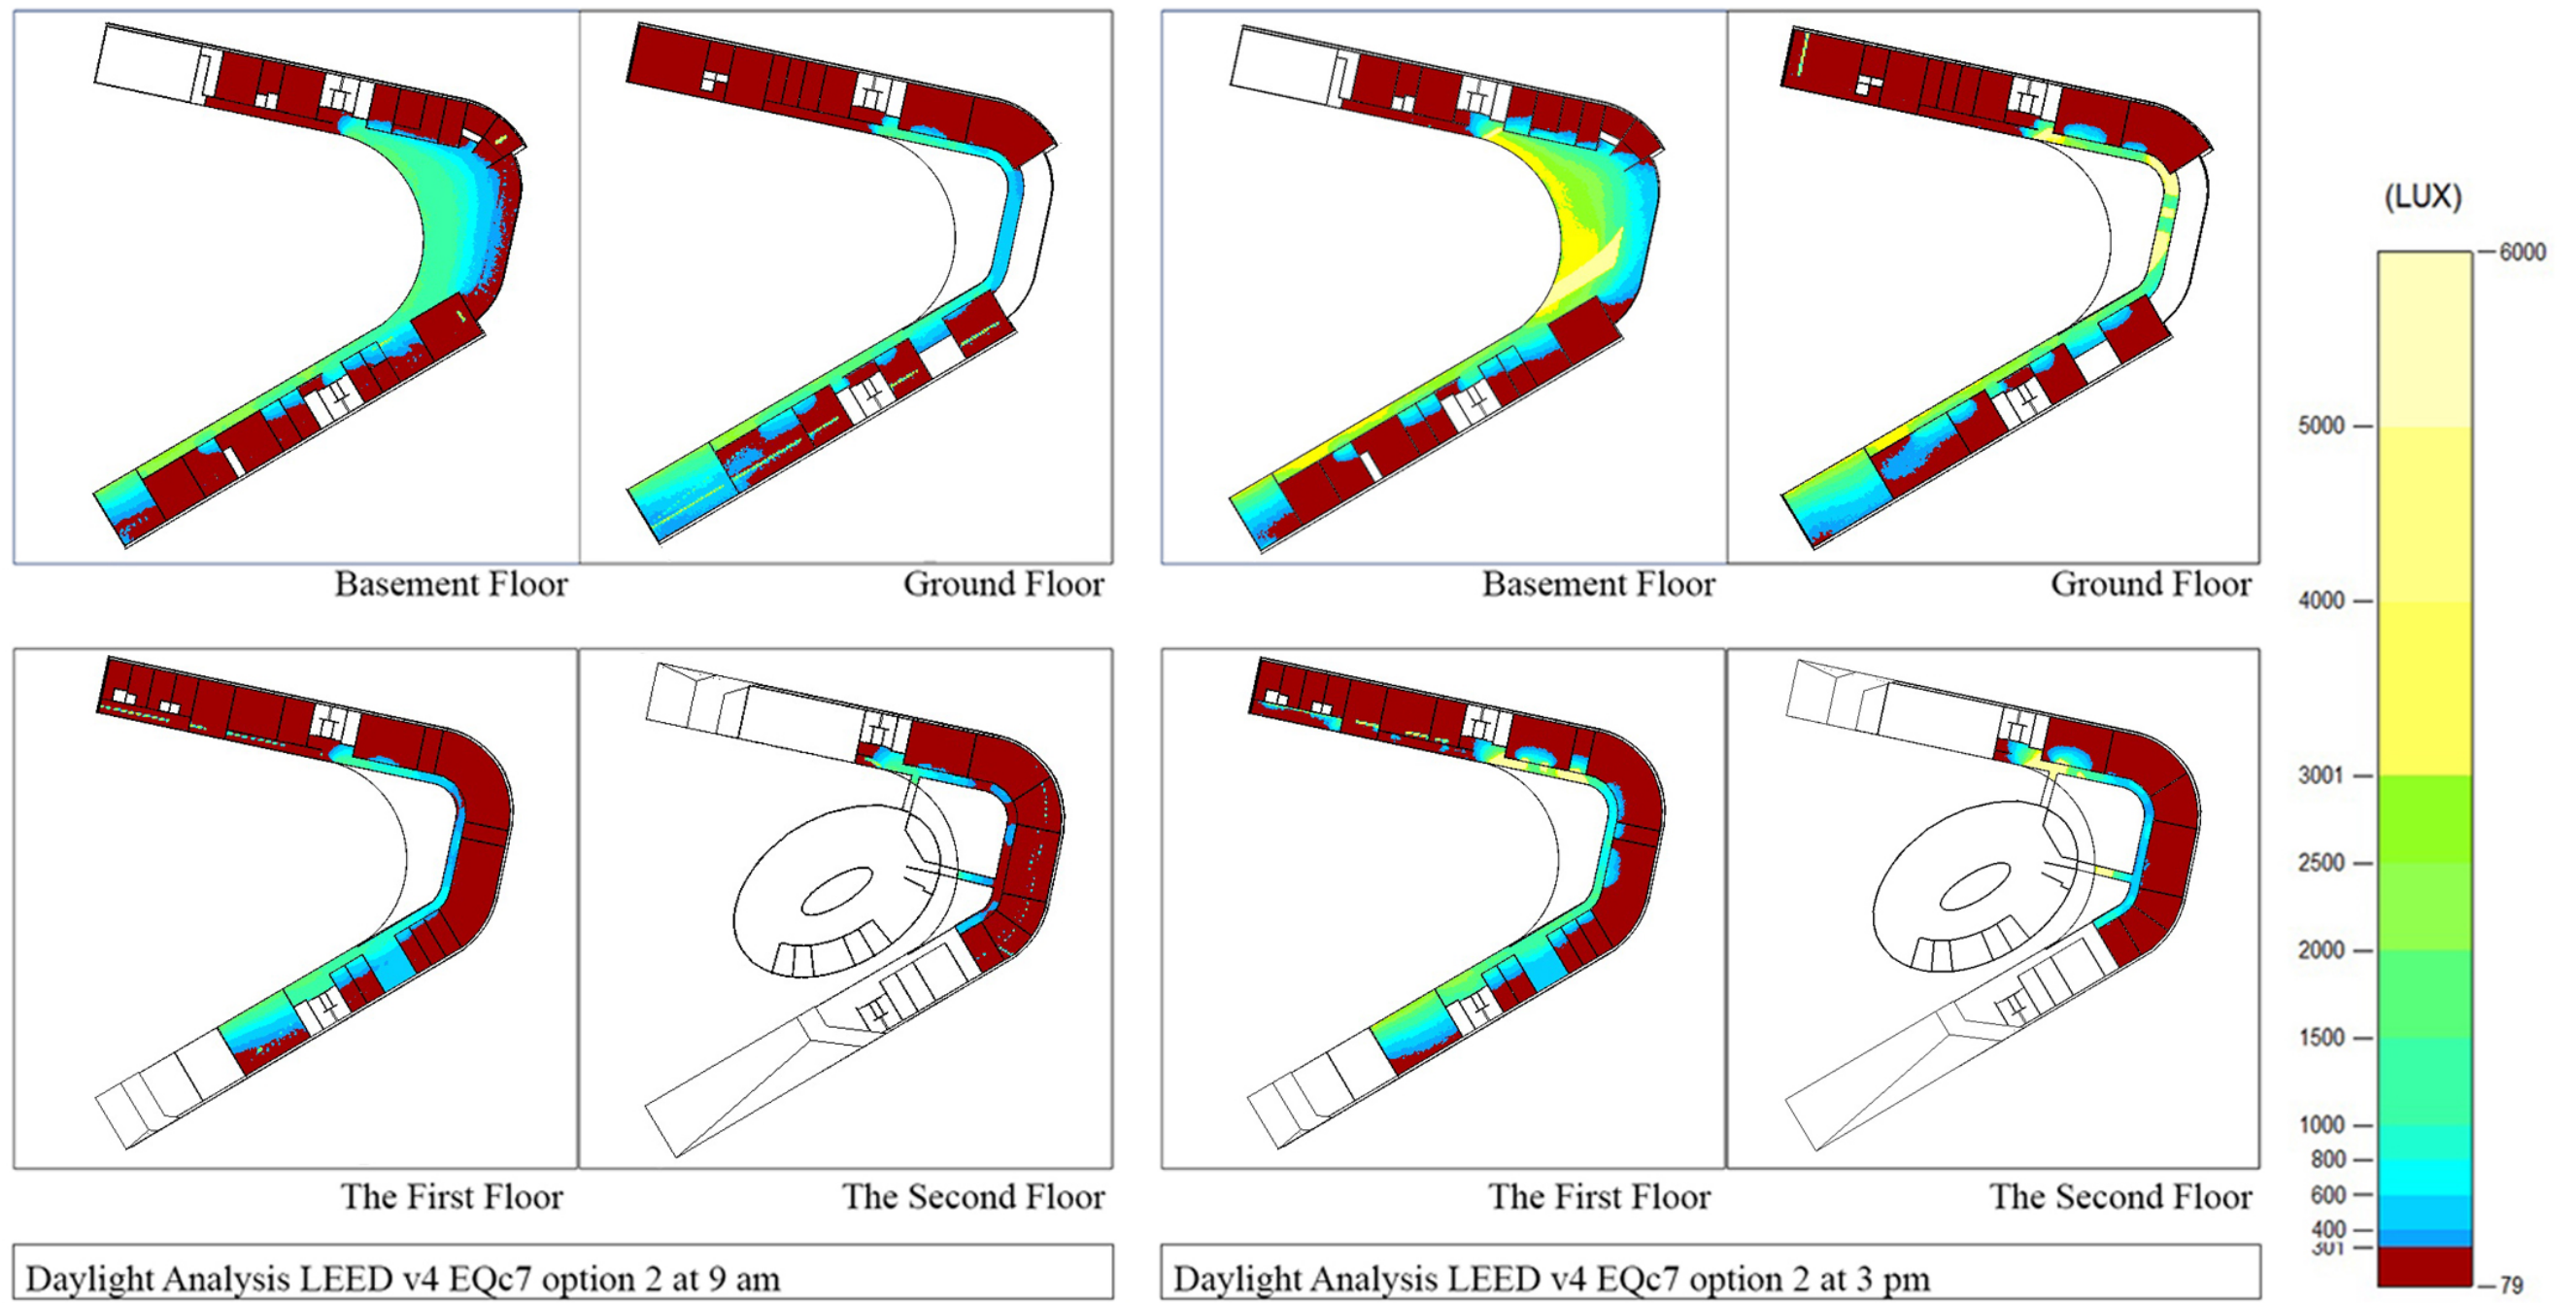 Basement Floor
Ground Floor
Basement Floor
Ground Floor
The First Floor
The Second Floor
The First Floor
The Second Floor
Daylight Analysis LEED v4 EQc7 option 2 at 9 am
Daylight Analysis LEED v4 EQc7 option 2 at 3 pm
(LUX)
6000
5000
4000
3001
2500
2000
1500
1000
800
600
400
301
79